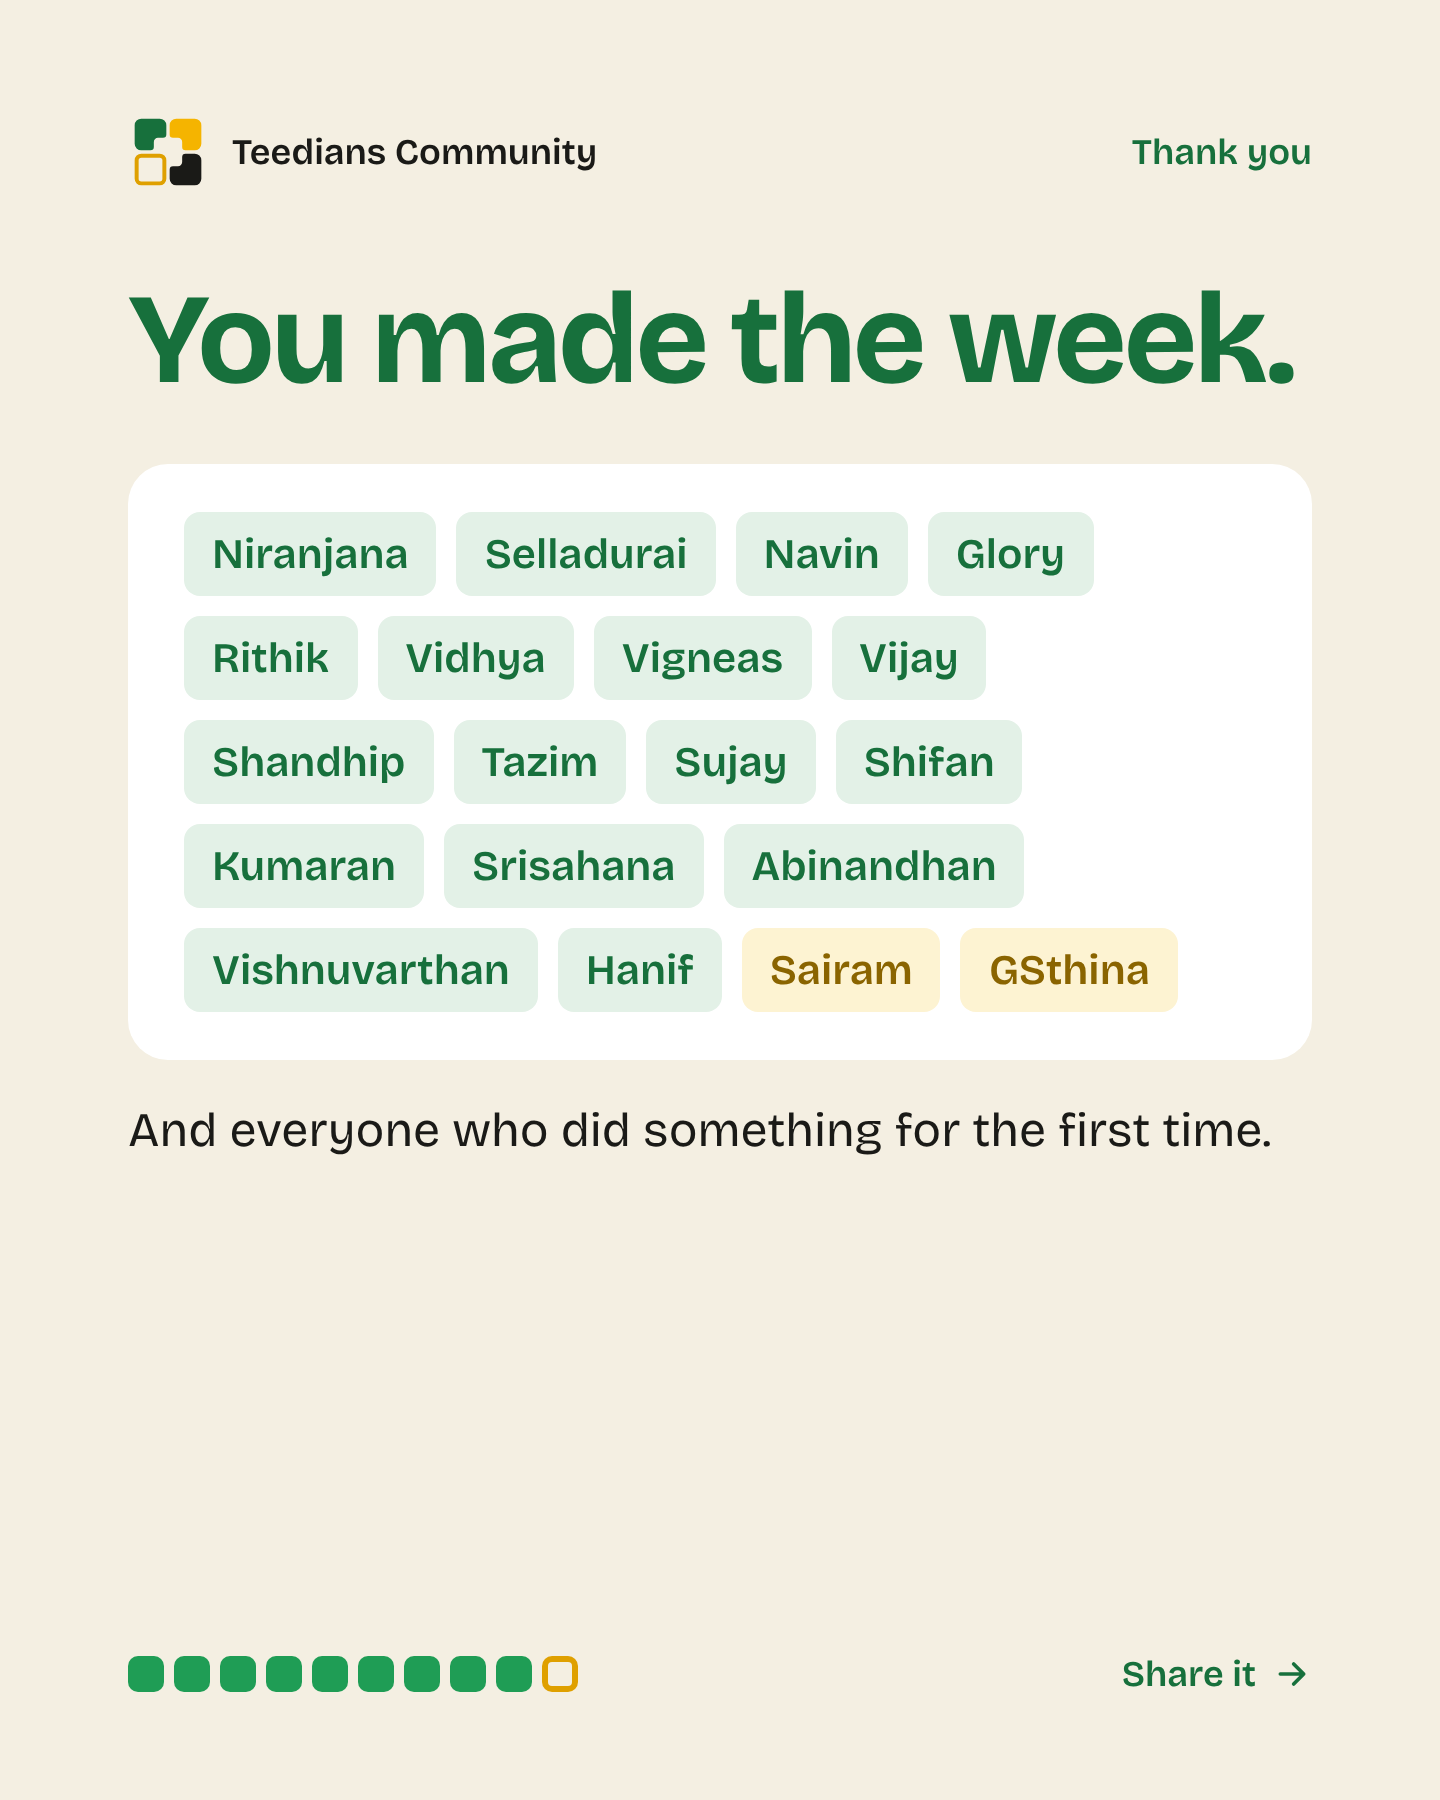 Teedians Community
Thank you
You made the week.
Niranjana Selladurai Navin Glory
Rithik Vidhya Vigneas Vijay
Shandhip Tazim Sujay Shifan
Kumaran Srisahana Abinandhan
Vishnuvarthan Hanif Sairam GSthina
And everyone who did something for the first time.
Share it →